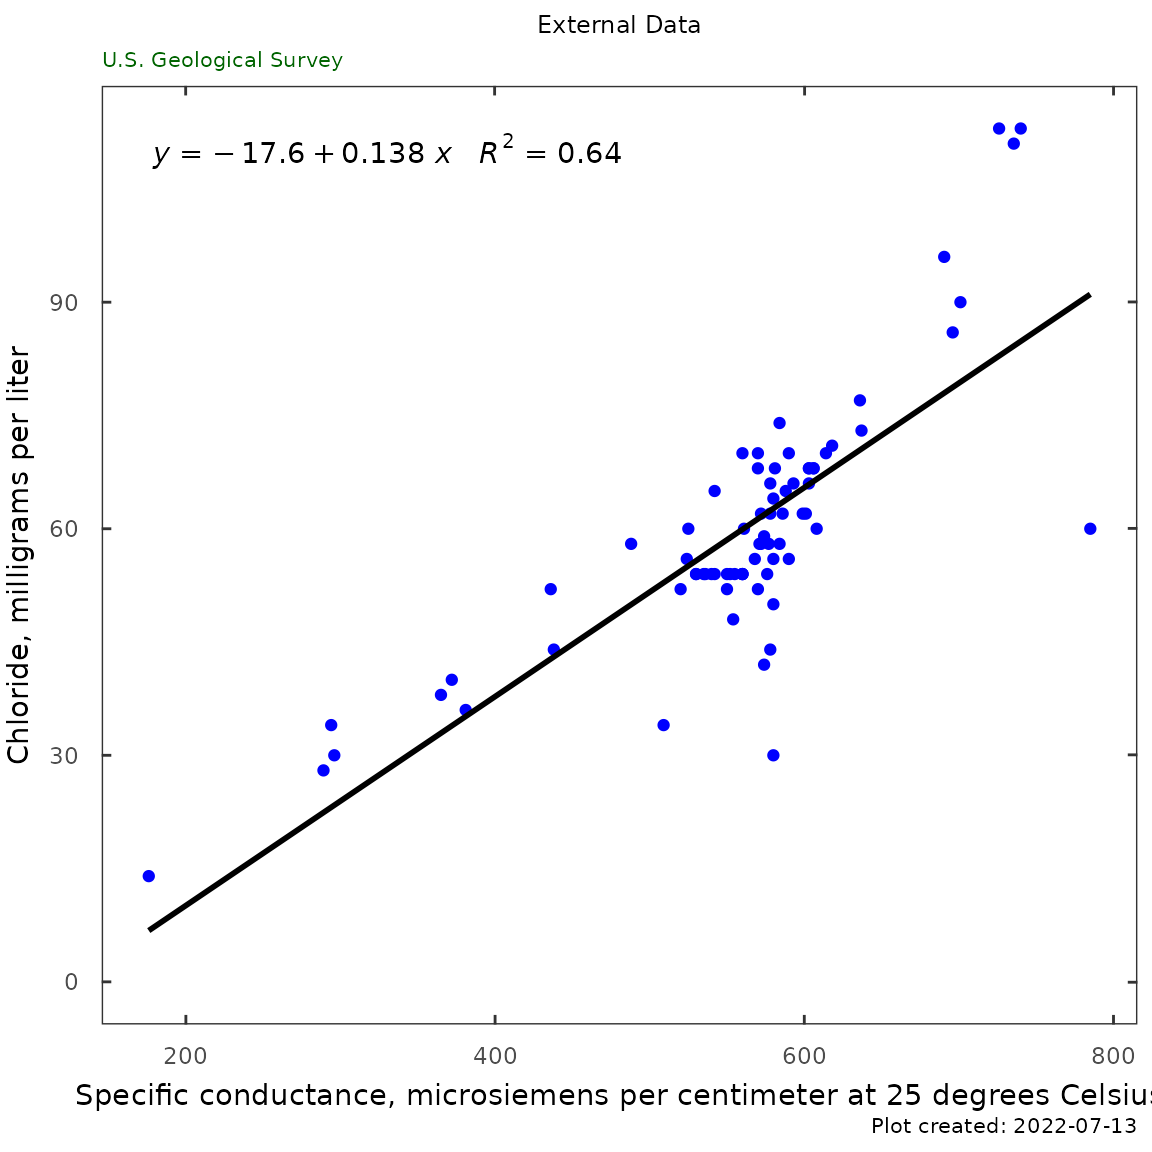 External Data
U.S. Geological Survey
y = − 17.6 + 0.138 x R² = 0.64
90
60
30
0
Chloride, milligrams per liter
200 400 600 800
Specific conductance, microsiemens per centimeter at 25 degrees Celsius
Plot created: 2022-07-13